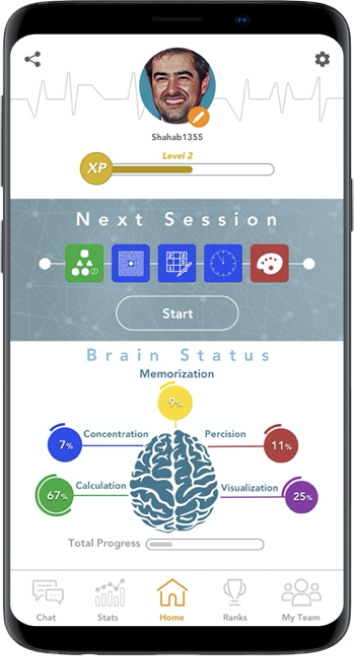 Shahab1355
Level 2
XP
Next Session
Start
Brain Status
Memorization
9%
Concentration
Percision
7%
11%
Calculation
Visualization
67%
25%
Total Progress
Chat
Stats
Home
Ranks
My Team